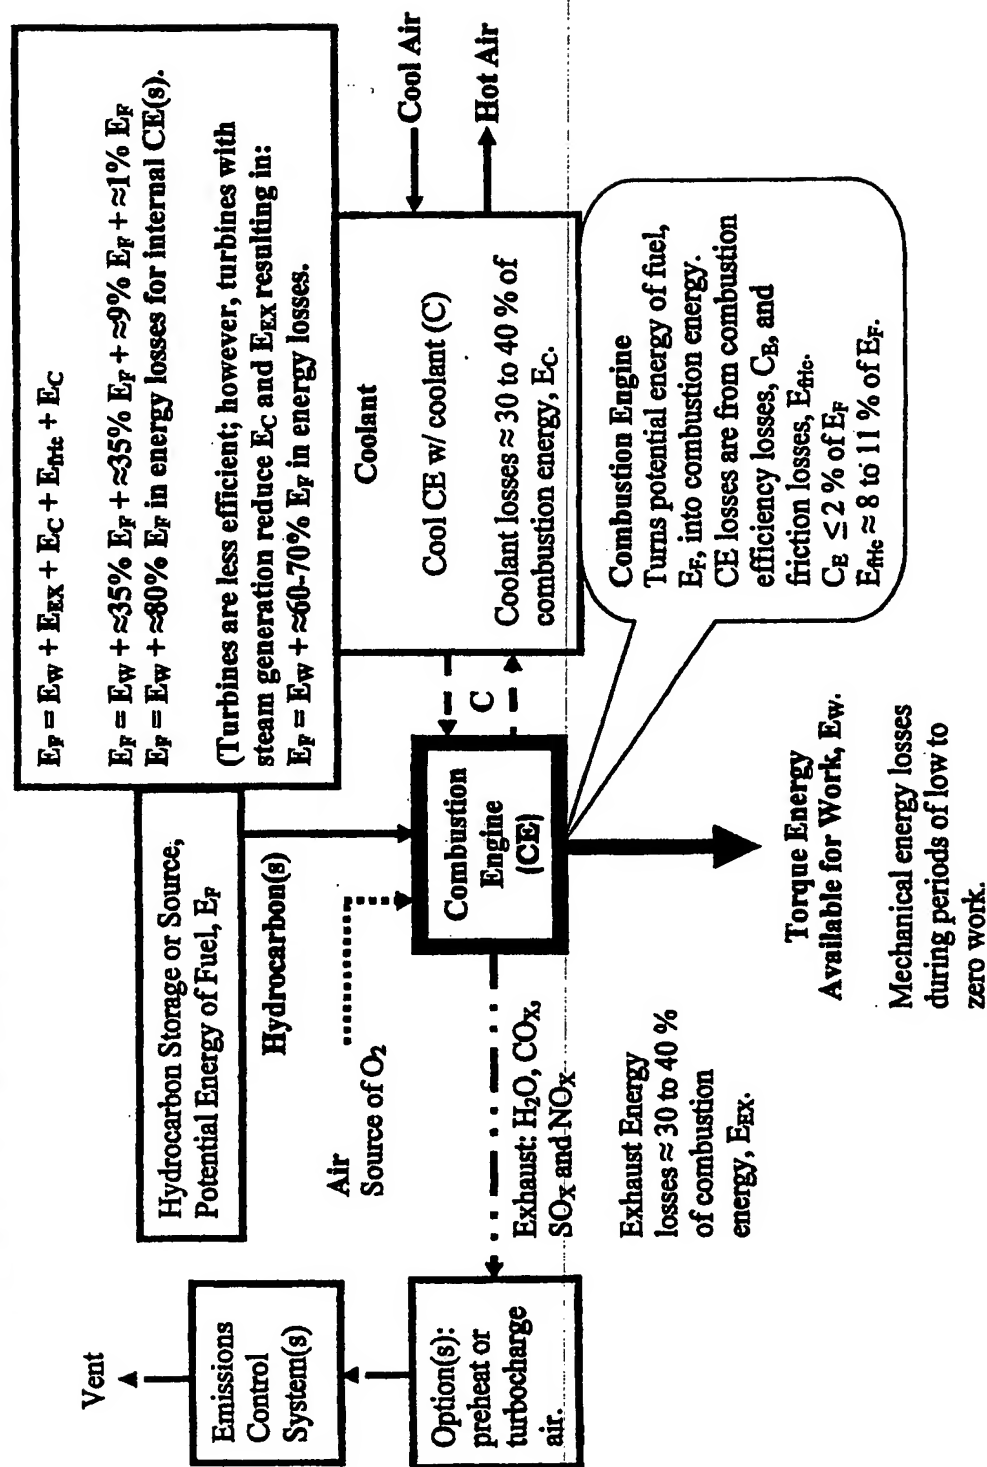 E_F = E_W + E_EX + E_C + E_fric + E_C
E_F = E_W + ≈35% E_F + ≈35% E_F + ≈9% E_F + ≈1% E_F
E_F = E_W + ≈80% E_F in energy losses for internal CE(s).
(Turbines are less efficient; however, turbines with
steam generation reduce E_C and E_EX resulting in:
E_F = E_W + ≈60-70% E_F in energy losses.
Hydrocarbon Storage or Source,
Potential Energy of Fuel, E_F
Hydrocarbon(s)
Air
Source of O₂
Vent
Emissions
Control
System(s)
Option(s):
preheat or
turbocharge
air.
Exhaust: H₂O, CO_X,
SO_X and NO_X
Exhaust Energy
losses ≈ 30 to 40 %
of combustion
energy, E_EX.
Combustion
Engine
(CE)
C
Coolant
Cool CE w/ coolant (C)
Coolant losses ≈ 30 to 40 % of
combustion energy, E_C.
Cool Air
Hot Air
Combustion Engine
Turns potential energy of fuel,
E_F, into combustion energy.
CE losses are from combustion
efficiency losses, C_E, and
friction losses, E_fric.
C_E ≤ 2 % of E_F
E_fric ≈ 8 to 11 % of E_F.
Torque Energy
Available for Work, E_W.
Mechanical energy losses
during periods of low to
zero work.